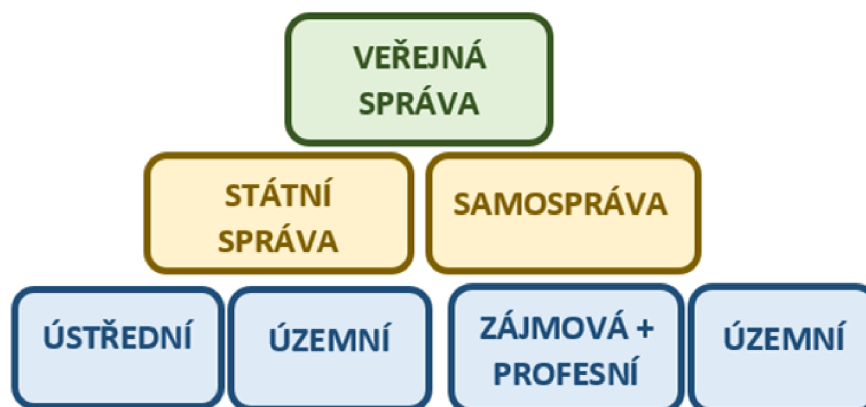 VEŘEJNÁ
SPRÁVA
STÁTNÍ
SPRÁVA
SAMOSPRÁVA
ÚSTŘEDNÍ
ÚZEMNÍ
ZÁJMOVÁ +
PROFESNÍ
ÚZEMNÍ